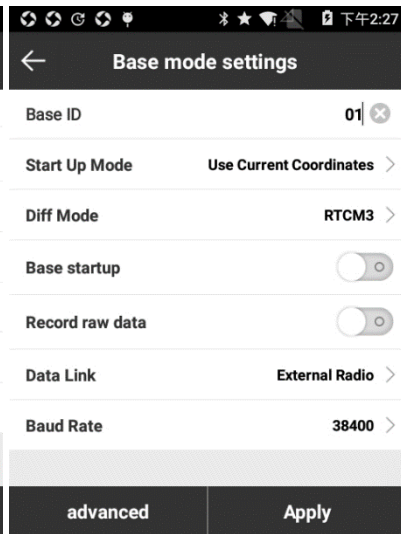 下午2:27
Base mode settings
Base ID 01
Start Up Mode Use Current Coordinates
Diff Mode RTCM3
Base startup
Record raw data
Data Link External Radio
Baud Rate 38400
advanced Apply